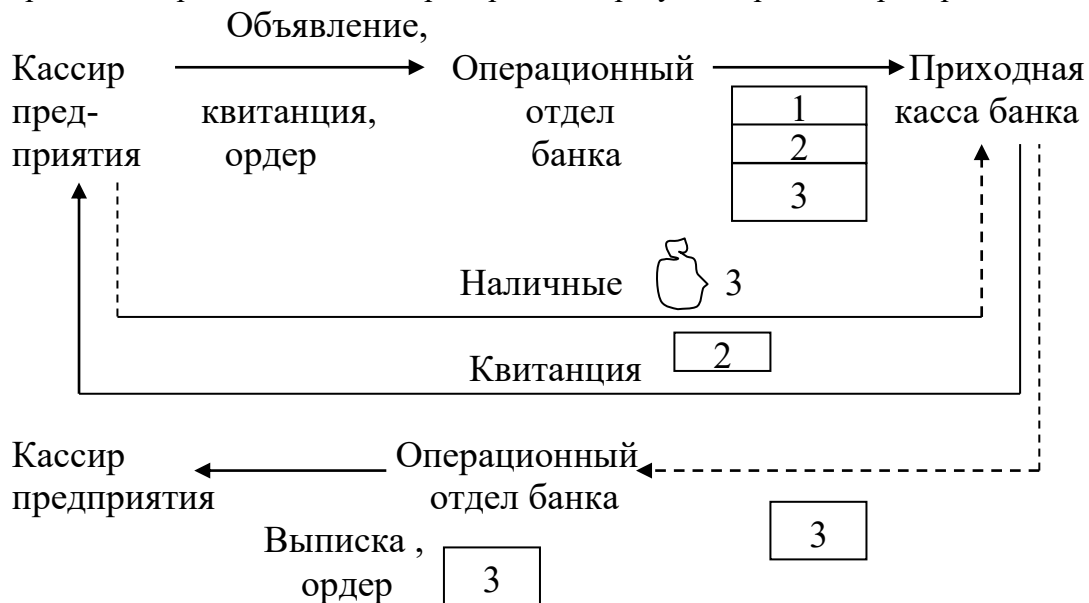 Объявление,
Кассир Операционный Приходная
пред- квитанция, отдел 1 касса банка
приятия ордер банка 2
3
Наличные 3
Квитанция 2
Кассир Операционный
предприятия отдел банка
3
Выписка ,
ордер 3